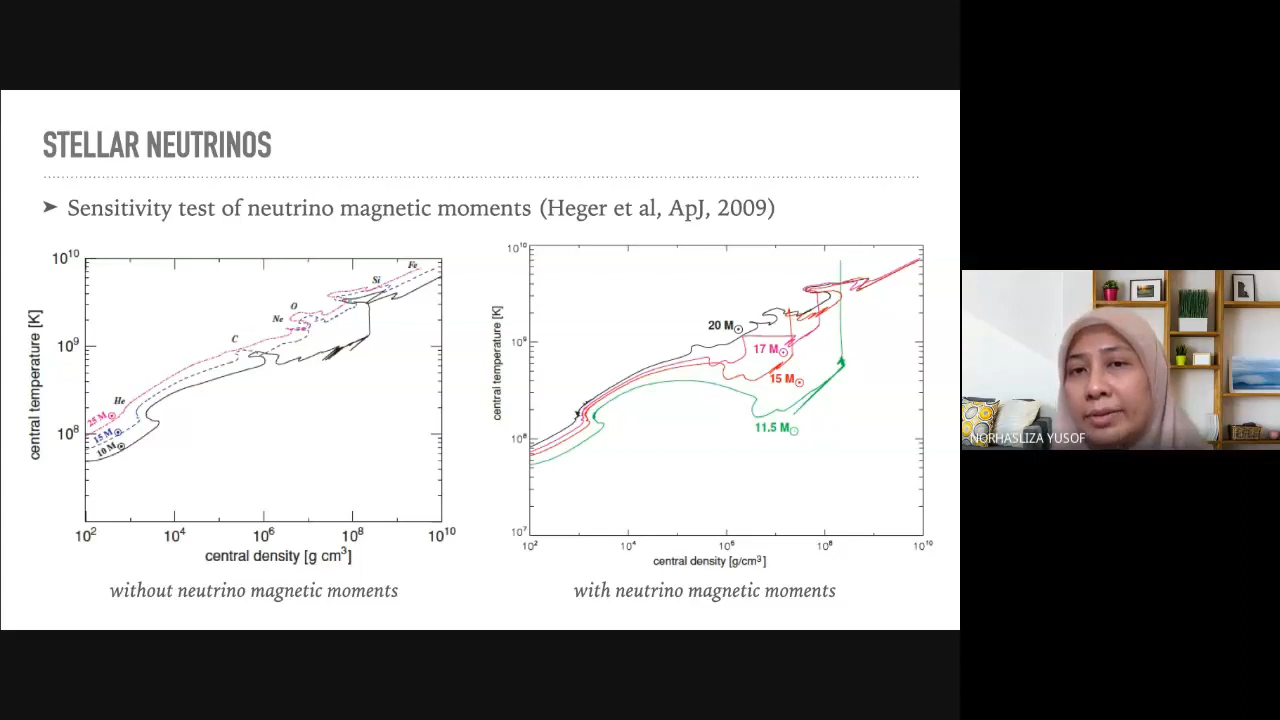 STELLAR NEUTRINOS
➤ Sensitivity test of neutrino magnetic moments (Heger et al, ApJ, 2009)
10^10
10^9
10^8
central temperature [K]
Fe
Si
O
Ne
C
He
25 M⊙
15 M⊙
10 M⊙
10^2 10^4 10^6 10^8 10^10
central density [g cm^3]
without neutrino magnetic moments
10^10
10^9
10^8
10^7
central temperature [K]
20 M⊙
17 M⊙
15 M⊙
11.5 M⊙
10^2 10^4 10^6 10^8 10^10
central density [g/cm^3]
with neutrino magnetic moments
NORHASLIZA YUSOF